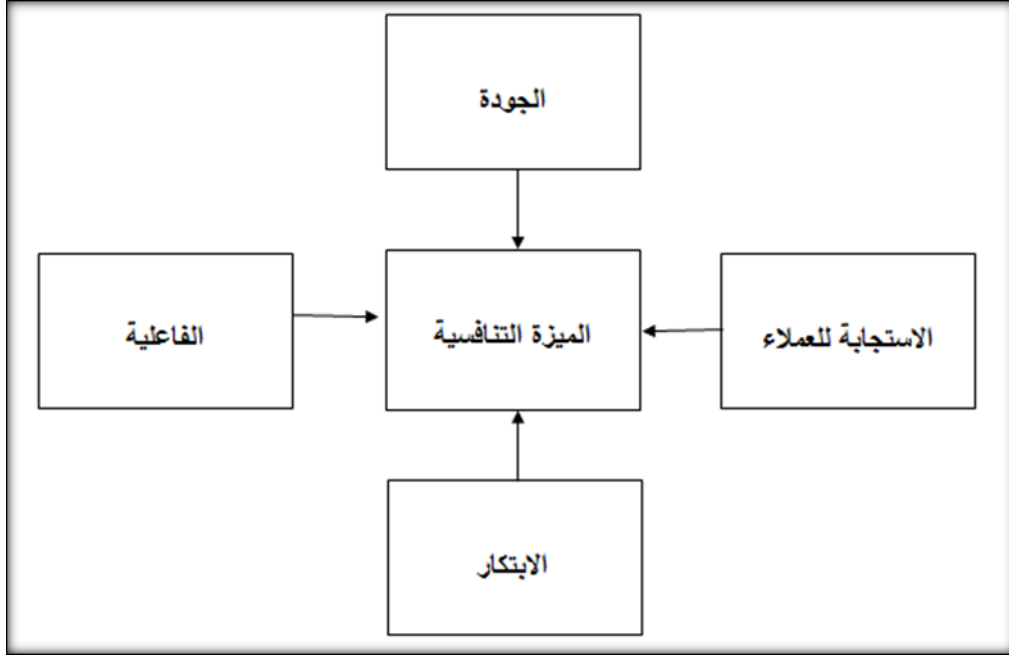 الجودة
الاستجابة للعملاء
الميزة التنافسية
الفاعلية
الابتكار